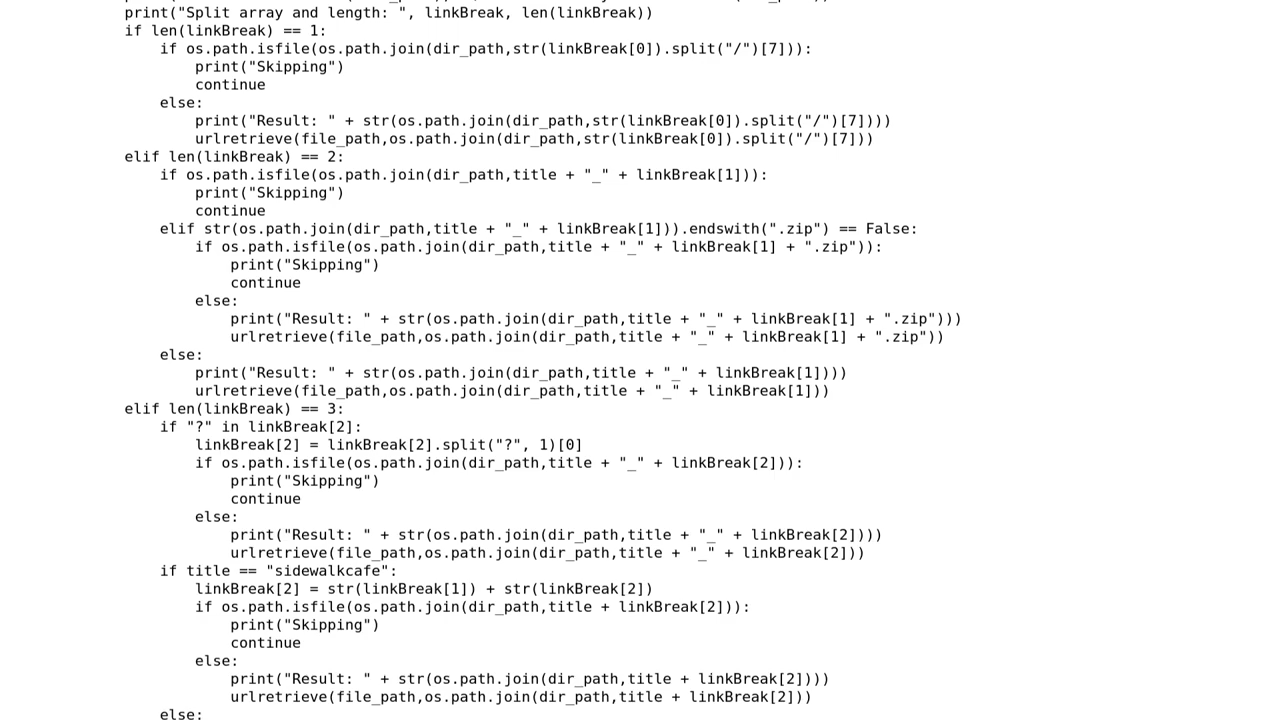 print("Split array and length: ", linkBreak, len(linkBreak))
if len(linkBreak) == 1:
    if os.path.isfile(os.path.join(dir_path,str(linkBreak[0]).split("/")[7])):
        print("Skipping")
        continue
    else:
        print("Result: " + str(os.path.join(dir_path,str(linkBreak[0]).split("/")[7])))
        urlretrieve(file_path,os.path.join(dir_path,str(linkBreak[0]).split("/")[7]))
elif len(linkBreak) == 2:
    if os.path.isfile(os.path.join(dir_path,title + "_" + linkBreak[1])):
        print("Skipping")
        continue
    elif str(os.path.join(dir_path,title + "_" + linkBreak[1])).endswith(".zip") == False:
        if os.path.isfile(os.path.join(dir_path,title + "_" + linkBreak[1] + ".zip")):
            print("Skipping")
            continue
        else:
            print("Result: " + str(os.path.join(dir_path,title + "_" + linkBreak[1] + ".zip")))
            urlretrieve(file_path,os.path.join(dir_path,title + "_" + linkBreak[1] + ".zip"))
    else:
        print("Result: " + str(os.path.join(dir_path,title + "_" + linkBreak[1])))
        urlretrieve(file_path,os.path.join(dir_path,title + "_" + linkBreak[1]))
elif len(linkBreak) == 3:
    if "?" in linkBreak[2]:
        linkBreak[2] = linkBreak[2].split("?", 1)[0]
        if os.path.isfile(os.path.join(dir_path,title + "_" + linkBreak[2])):
            print("Skipping")
            continue
        else:
            print("Result: " + str(os.path.join(dir_path,title + "_" + linkBreak[2])))
            urlretrieve(file_path,os.path.join(dir_path,title + "_" + linkBreak[2]))
    if title == "sidewalkcafe":
        linkBreak[2] = str(linkBreak[1]) + str(linkBreak[2])
        if os.path.isfile(os.path.join(dir_path,title + linkBreak[2])):
            print("Skipping")
            continue
        else:
            print("Result: " + str(os.path.join(dir_path,title + linkBreak[2])))
            urlretrieve(file_path,os.path.join(dir_path,title + linkBreak[2]))
    else: